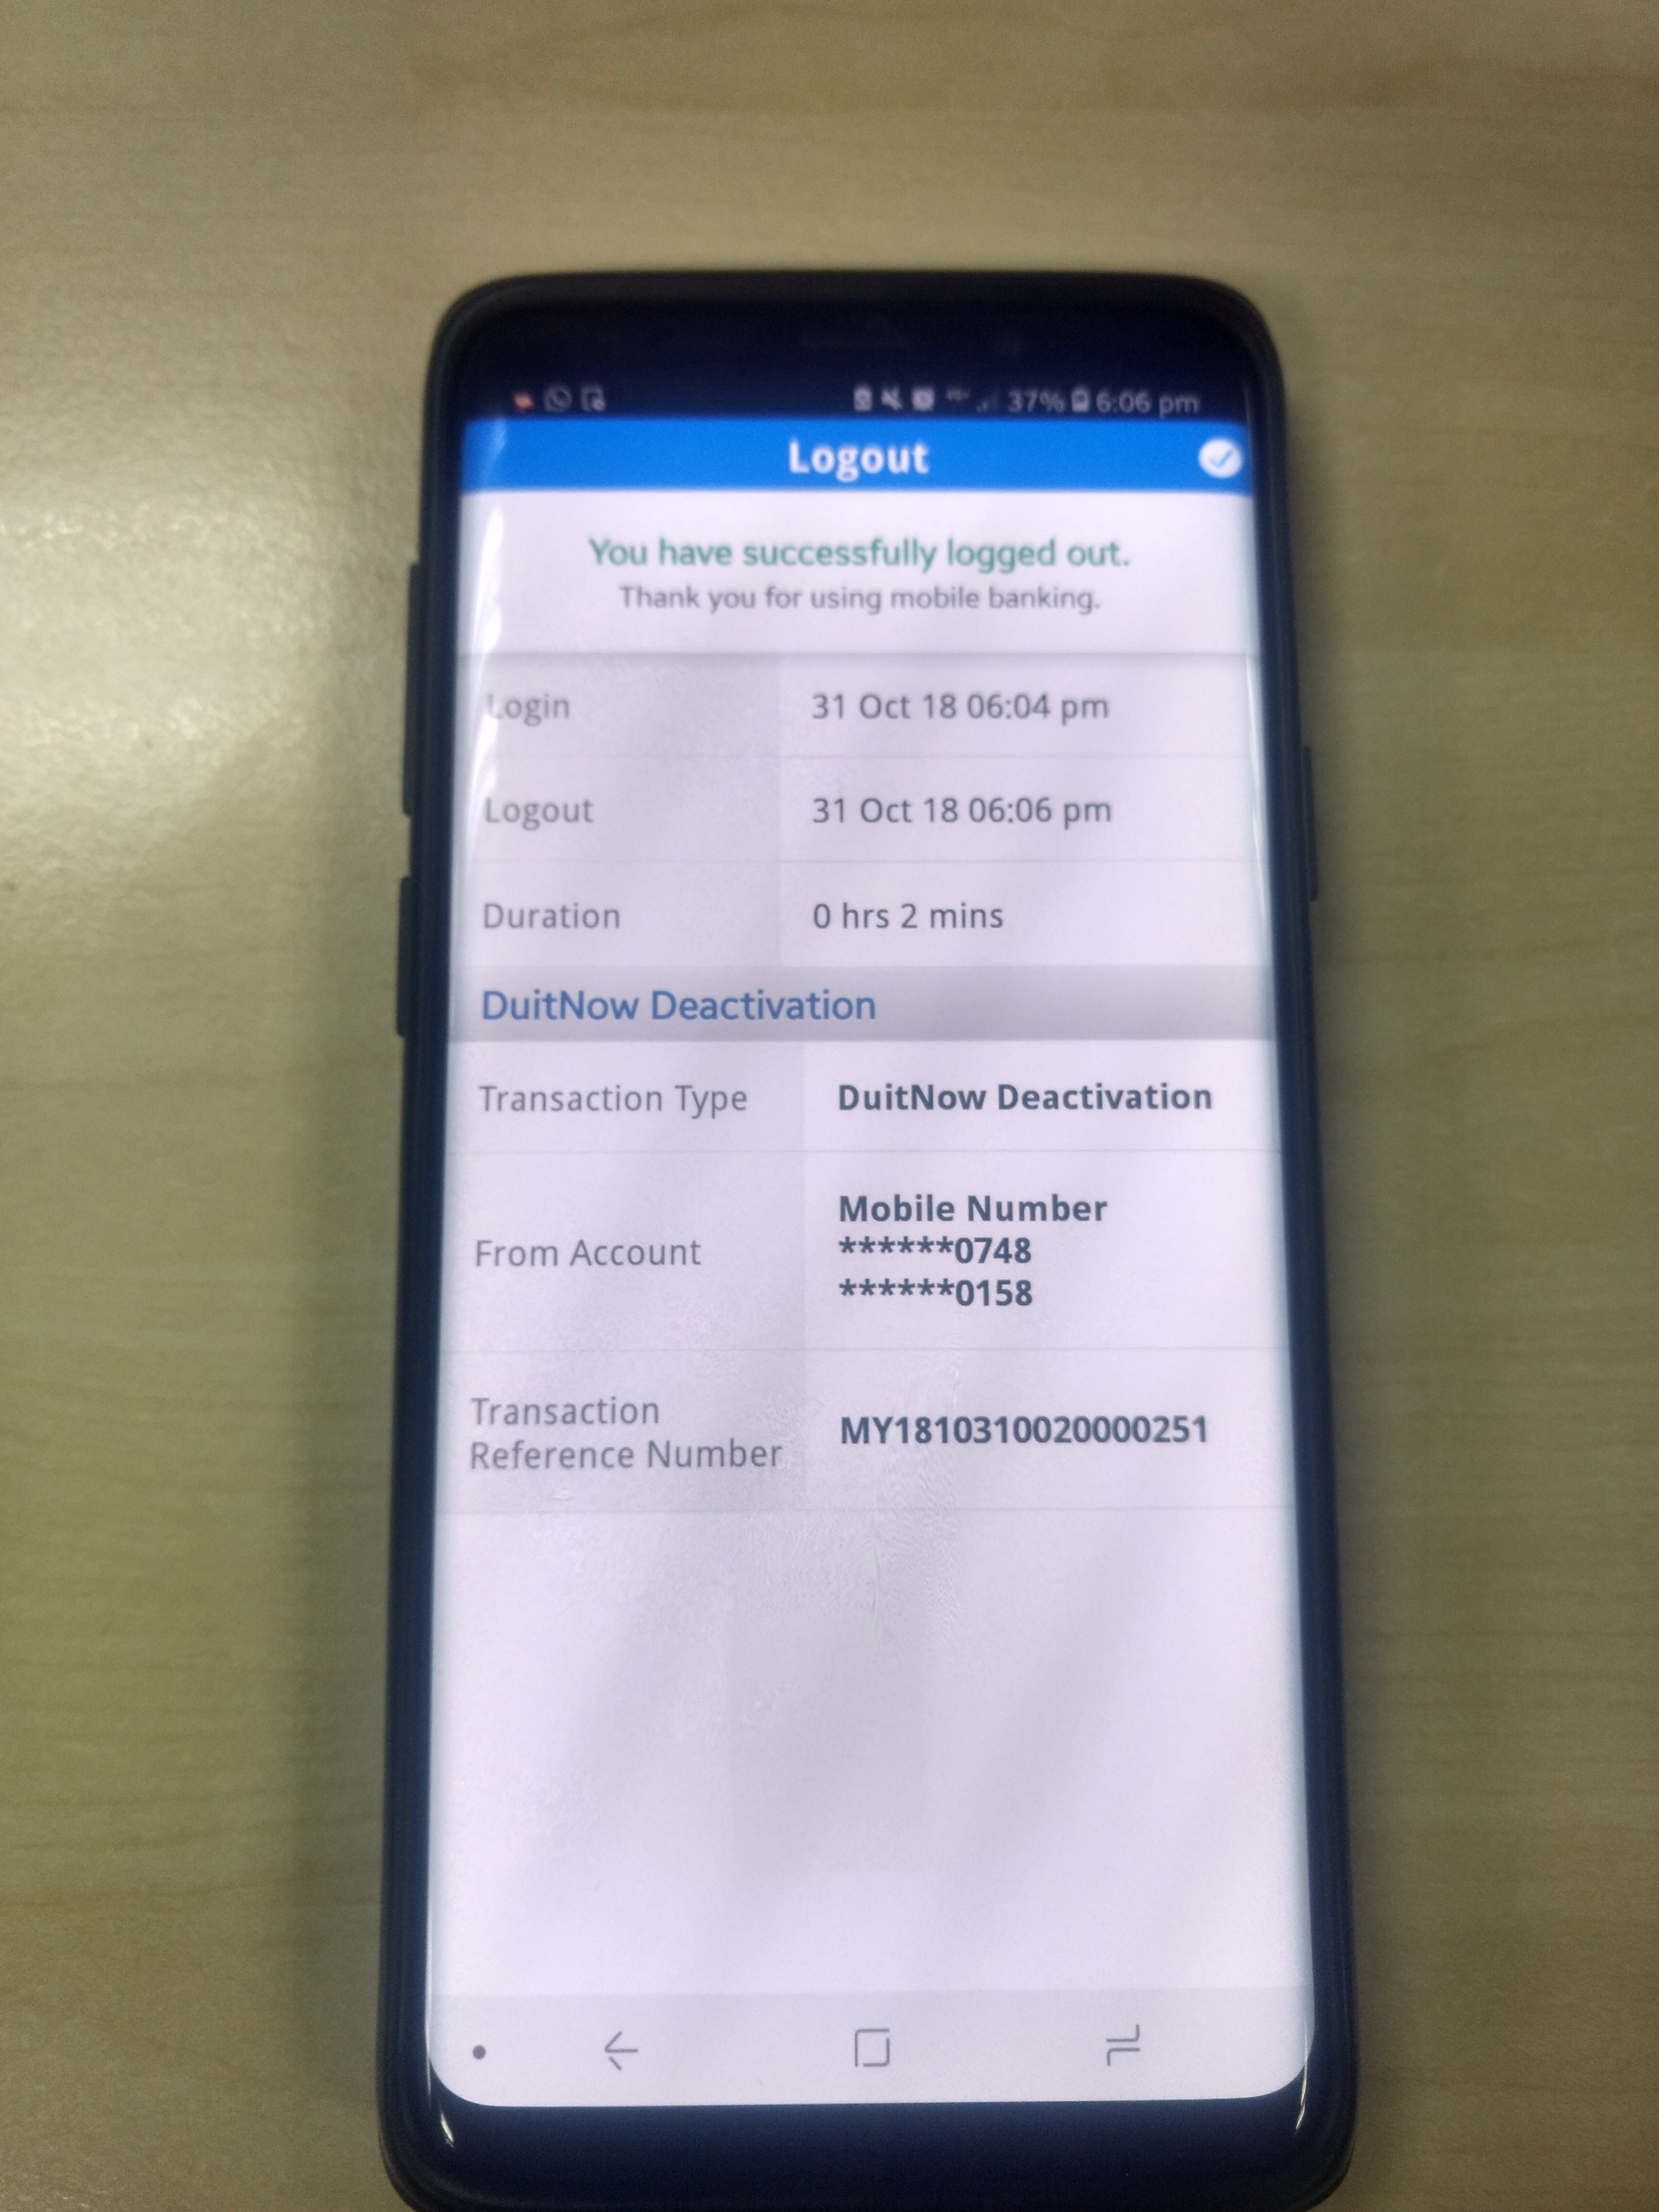 37% 6:06 pm
Logout
You have successfully logged out.
Thank you for using mobile banking.
Login 31 Oct 18 06:04 pm
Logout 31 Oct 18 06:06 pm
Duration 0 hrs 2 mins
DuitNow Deactivation
Transaction Type DuitNow Deactivation
From Account Mobile Number
******0748
******0158
Transaction
Reference Number MY1810310020000251